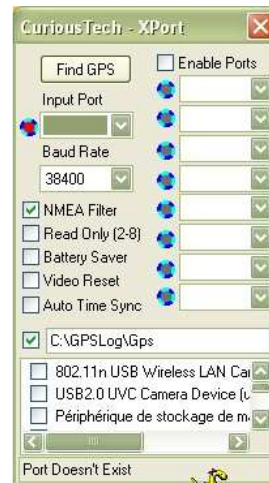 CuriousTech - XPort
Find GPS
Enable Ports
Input Port
Baud Rate
38400
NMEA Filter
Read Only (2-8)
Battery Saver
Video Reset
Auto Time Sync
C:\GPSLog\Gps
802.11n USB Wireless LAN Car
USB2.0 UVC Camera Device (u
Périphérique de stockage de ma
Port Doesn't Exist